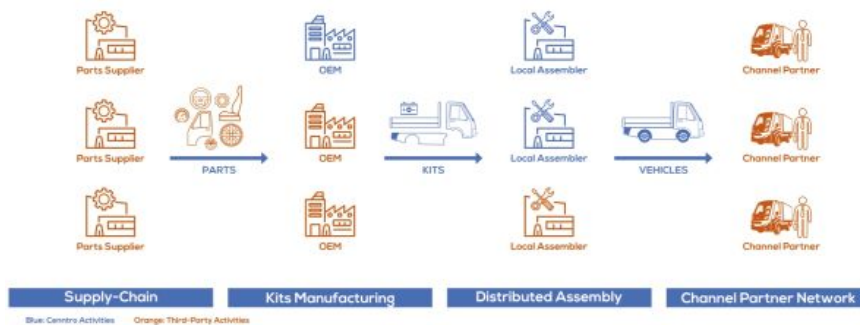 Parts Supplier OEM Local Assembler Channel Partner
Parts Supplier OEM Local Assembler Channel Partner
PARTS KITS VEHICLES
Parts Supplier OEM Local Assembler Channel Partner
Supply-Chain Kits Manufacturing Distributed Assembly Channel Partner Network
Blue: Cenntro Activities Orange: Third-Party Activities